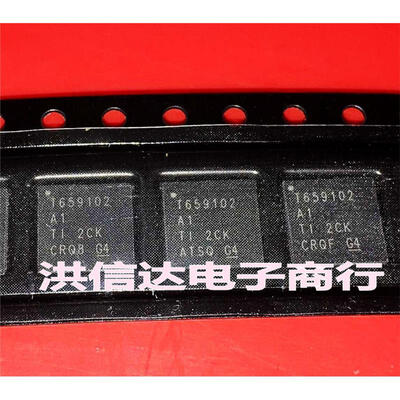 T659102
A1
TI 2CK
CRQB G4
T659102
A1
TI 2CK
ATSQ G4
T659102
A1
TI 2CK
CRQF G4
洪信达电子商行